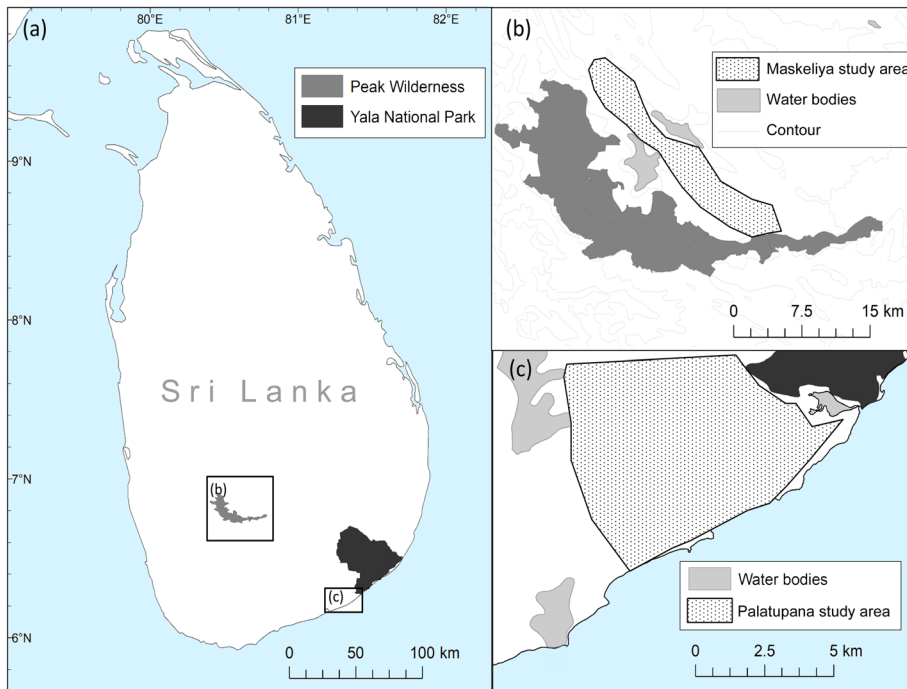 (a)
80°E
81°E
82°E
Peak Wilderness
Yala National Park
9°N
8°N
Sri Lanka
7°N
(b)
(c)
6°N
0 50 100 km
(b)
Maskeliya study area
Water bodies
Contour
0 7.5 15 km
(c)
Water bodies
Palatupana study area
0 2.5 5 km